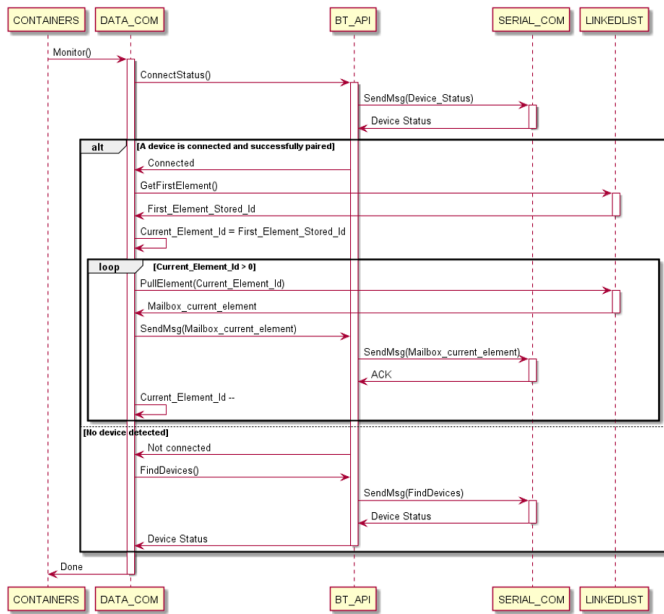 CONTAINERS DATA_COM BT_API SERIAL_COM LINKEDLIST
Monitor()
ConnectStatus()
SendMsg(Device_Status)
Device Status
alt [A device is connected and successfully paired]
Connected
GetFirstElement()
First_Element_Stored_Id
Current_Element_Id = First_Element_Stored_Id
loop [Current_Element_Id > 0]
PullElement(Current_Element_Id)
Mailbox_current_element
SendMsg(Mailbox_current_element)
SendMsg(Mailbox_current_element)
ACK
Current_Element_Id --
[No device detected]
Not connected
FindDevices()
SendMsg(FindDevices)
Device Status
Device Status
Done
CONTAINERS DATA_COM BT_API SERIAL_COM LINKEDLIST